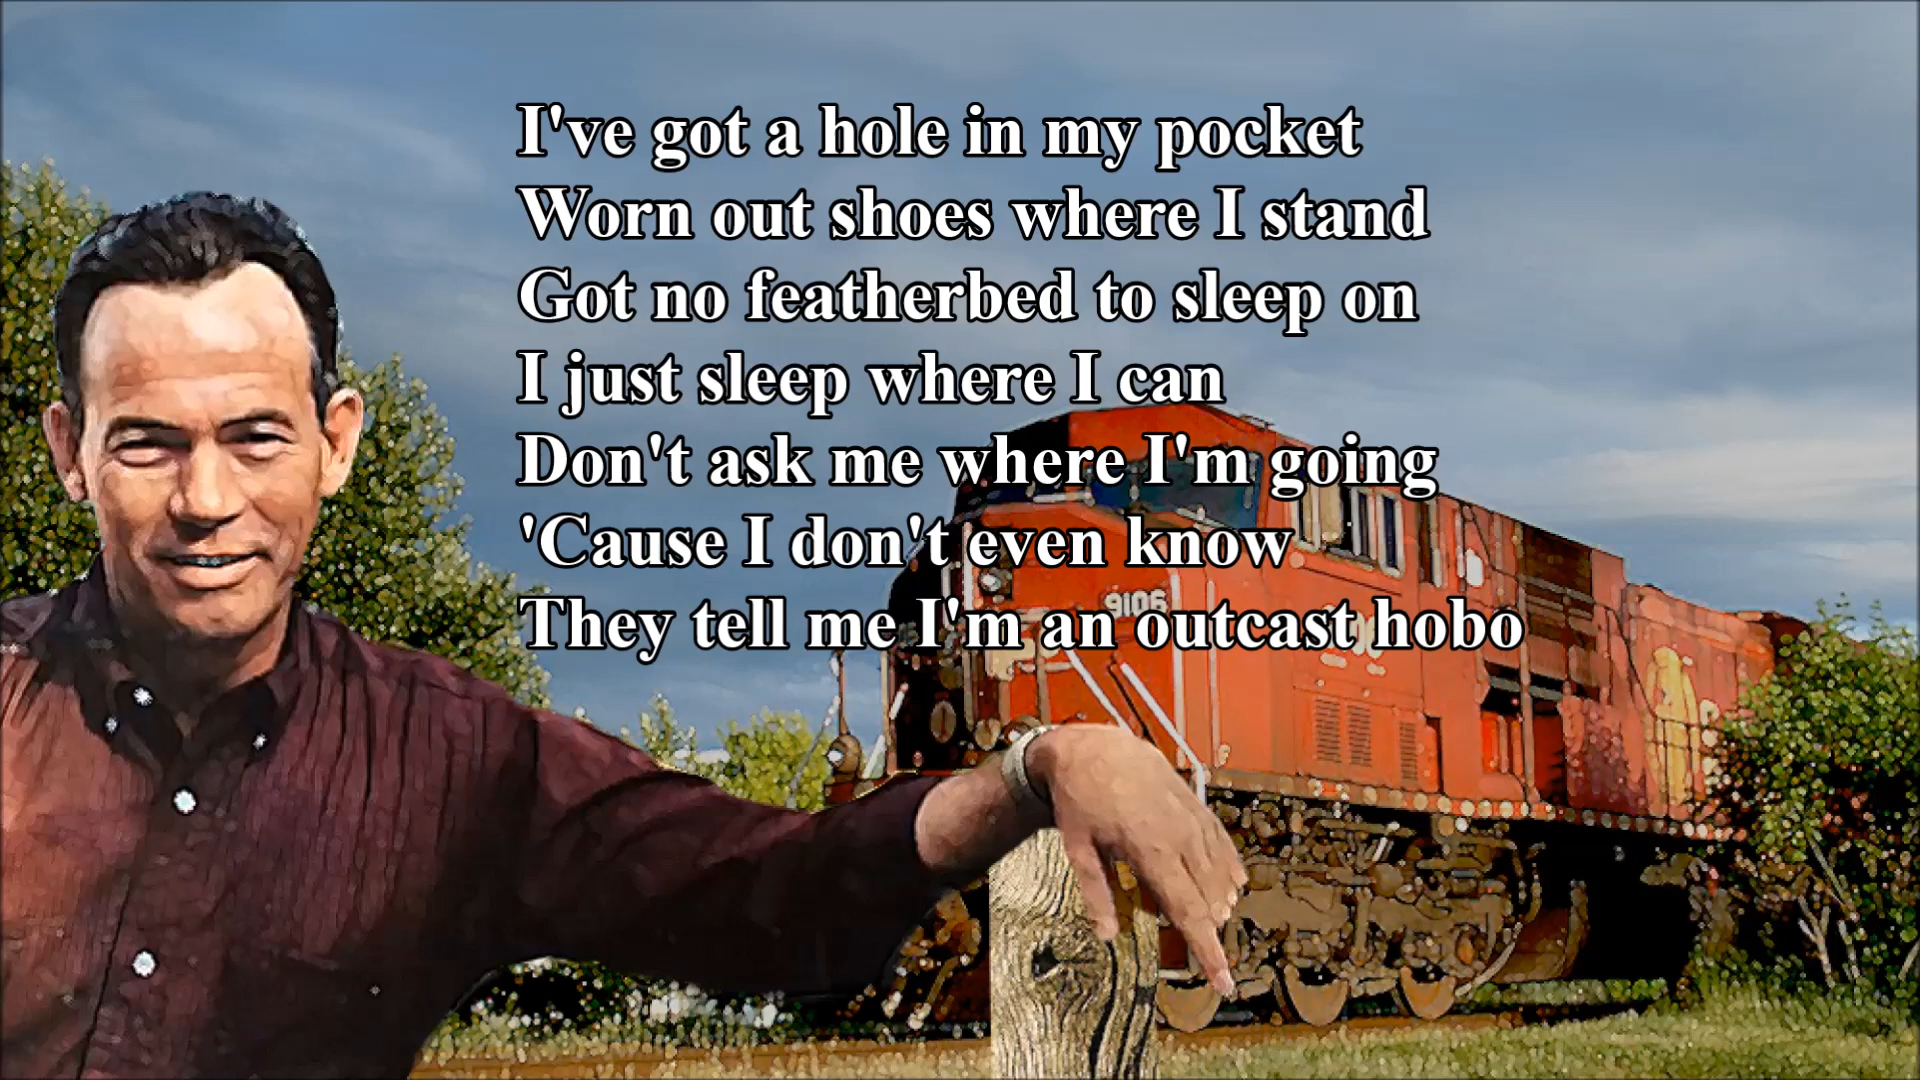 I've got a hole in my pocket
Worn out shoes where I stand
Got no featherbed to sleep on
I just sleep where I can
Don't ask me where I'm going
'Cause I don't even know
They tell me I'm an outcast hobo
9106